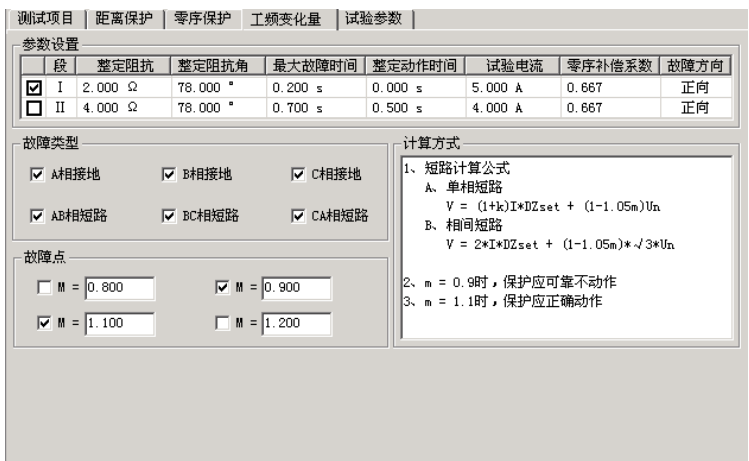 测试项目 距离保护 零序保护 工频变化量 试验参数
参数设置
段 整定阻抗 整定阻抗角 最大故障时间 整定动作时间 试验电流 零序补偿系数 故障方向
I 2.000 Ω 78.000 ° 0.200 s 0.000 s 5.000 A 0.667 正向
II 4.000 Ω 78.000 ° 0.700 s 0.500 s 4.000 A 0.667 正向
故障类型
A相接地 B相接地 C相接地
AB相短路 BC相短路 CA相短路
故障点
M = 0.800 M = 0.900
M = 1.100 M = 1.200
计算方式
1、短路计算公式
A、单相短路
V = (1+k)I*DZset + (1-1.05m)Un
B、相间短路
V = 2*I*DZset + (1-1.05m)*√3*Un
2、m = 0.9时，保护应可靠不动作
3、m = 1.1时，保护应正确动作